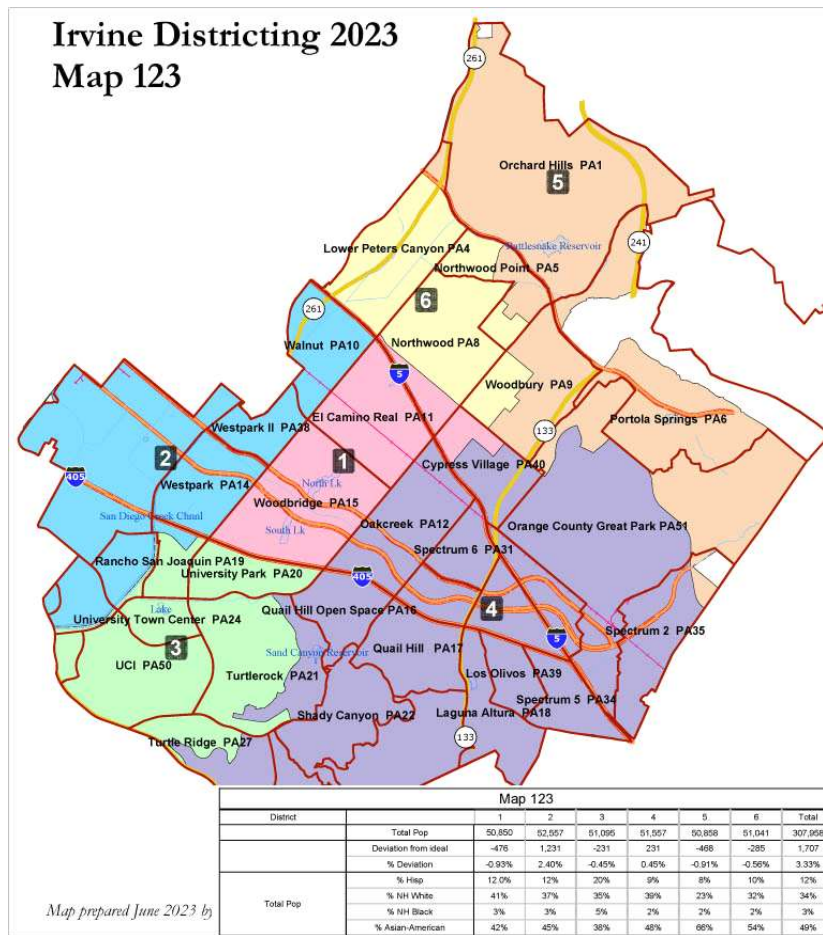 Irvine Districting 2023
Map 123
261
Orchard Hills PA1
5
241
Lower Peters Canyon PA4
Rattlesnake Reservoir
Northwood Point PA5
6
261
Walnut PA10
Northwood PA8
5
Woodbury PA9
Portola Springs PA6
El Camino Real PA11
Westpark II PA38
133
2
1
Cypress Village PA40
405
Westpark PA14
North Lk
Woodbridge PA15
San Diego Creek Chnnl
Oakcreek PA12
Orange County Great Park PA51
South Lk
Spectrum 6 PA31
Rancho San Joaquin PA19
University Park PA20
405
Quail Hill Open Space PA16
4
Lake
University Town Center PA24
Spectrum 2 PA35
5
3
Quail Hill PA17
Sand Canyon Reservoir
UCI PA50
Turtlerock PA21
Los Olivos PA39
Spectrum 5 PA34
Shady Canyon PA22
Laguna Altura PA18
133
Turtle Ridge PA27
Map 123
District 1 2 3 4 5 6 Total
Total Pop 50,850 52,557 51,095 51,557 50,858 51,041 307,958
Deviation from ideal -476 1,231 -231 231 -468 -285 1,707
% Deviation -0.93% 2.40% -0.45% 0.45% -0.91% -0.56% 3.33%
Total Pop
% Hisp 12.0% 12% 20% 9% 8% 10% 12%
% NH White 41% 37% 35% 39% 23% 32% 34%
% NH Black 3% 3% 5% 2% 2% 2% 3%
% Asian-American 42% 45% 38% 48% 66% 54% 49%
Map prepared June 2023 by